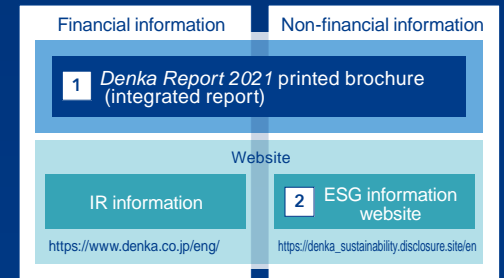 Financial information
Non-financial information
1 Denka Report 2021 printed brochure
(integrated report)
Website
IR information
2 ESG information
website
https://www.denka.co.jp/eng/
https://denka_sustainability.disclosure.site/en